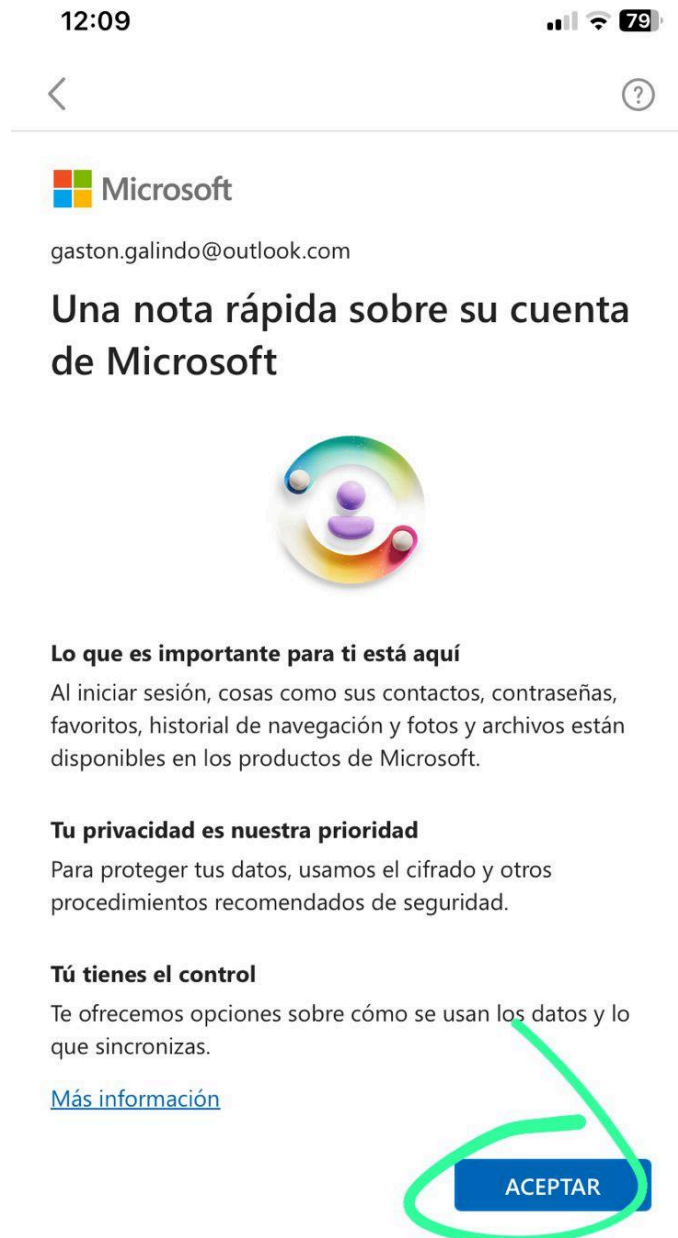 12:09
79
?
Microsoft
gaston.galindo@outlook.com
Una nota rápida sobre su cuenta
de Microsoft
Lo que es importante para ti está aquí
Al iniciar sesión, cosas como sus contactos, contraseñas,
favoritos, historial de navegación y fotos y archivos están
disponibles en los productos de Microsoft.
Tu privacidad es nuestra prioridad
Para proteger tus datos, usamos el cifrado y otros
procedimientos recomendados de seguridad.
Tú tienes el control
Te ofrecemos opciones sobre cómo se usan los datos y lo
que sincronizas.
Más información
ACEPTAR